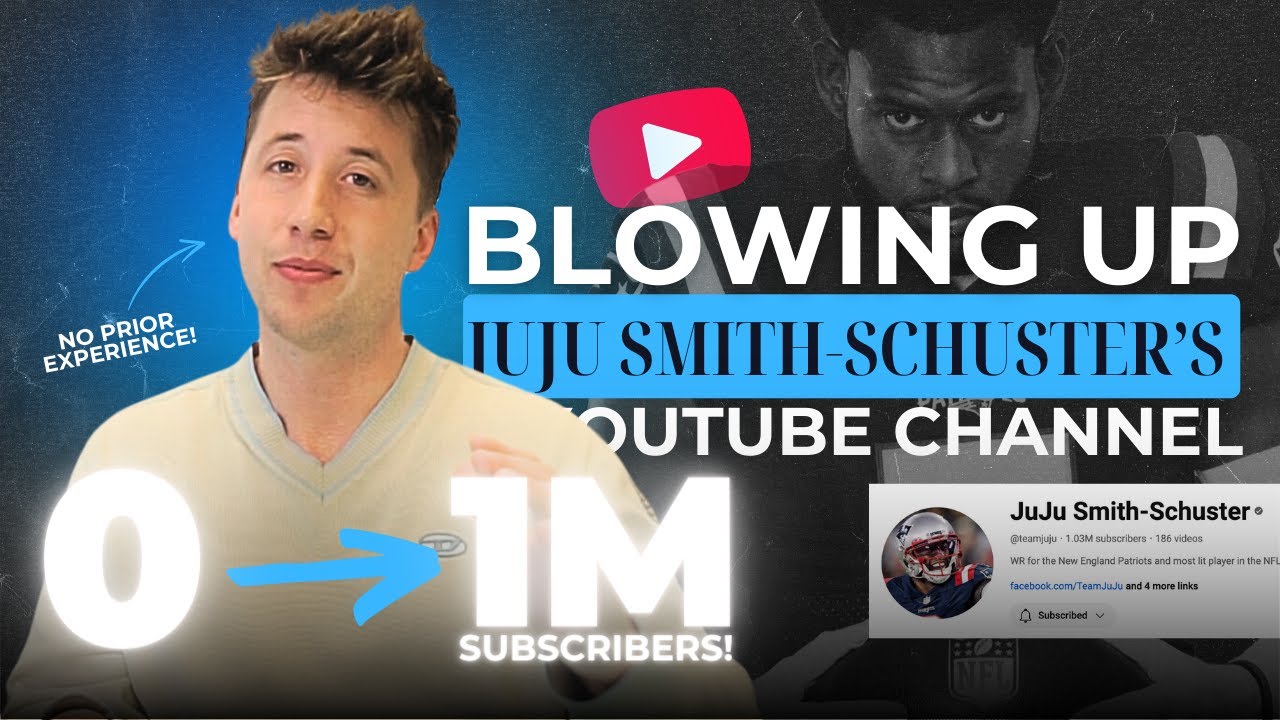 NO PRIOR
EXPERIENCE!
BLOWING UP
JUJU SMITH-SCHUSTER’S
YOUTUBE CHANNEL
0 → 1M
SUBSCRIBERS!
JuJu Smith-Schuster
@teamjuju · 1.03M subscribers · 186 videos
WR for the New England Patriots and most lit player in the NFL
facebook.com/TeamJuJu and 4 more links
Subscribed
NFL